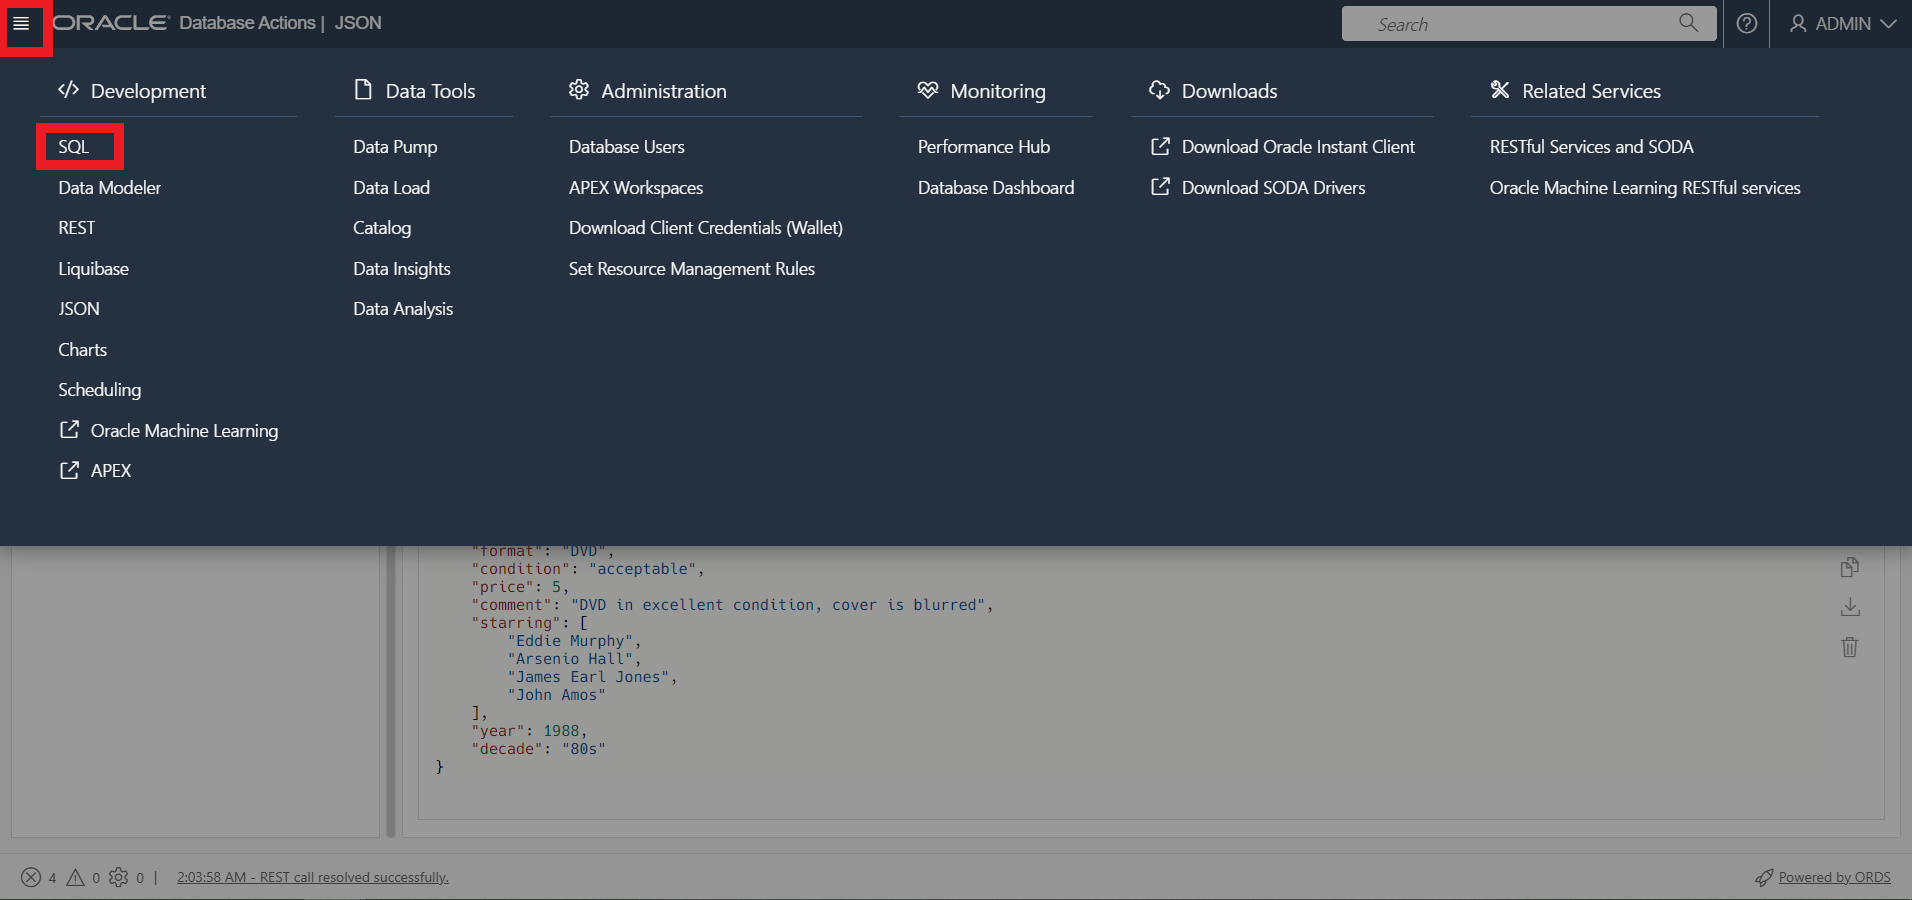 ORACLE Database Actions | JSON
Search
ADMIN
Development
SQL
Data Modeler
REST
Liquibase
JSON
Charts
Scheduling
Oracle Machine Learning
APEX
Data Tools
Data Pump
Data Load
Catalog
Data Insights
Data Analysis
Administration
Database Users
APEX Workspaces
Download Client Credentials (Wallet)
Set Resource Management Rules
Monitoring
Performance Hub
Database Dashboard
Downloads
Download Oracle Instant Client
Download SODA Drivers
Related Services
RESTful Services and SODA
Oracle Machine Learning RESTful services
"format": "DVD",
"condition": "acceptable",
"price": 5,
"comment": "DVD in excellent condition, cover is blurred",
"starring": [
"Eddie Murphy",
"Arsenio Hall",
"James Earl Jones",
"John Amos"
],
"year": 1988,
"decade": "80s"
}
4 0 0 | 2:03:58 AM - REST call resolved successfully.
Powered by ORDS